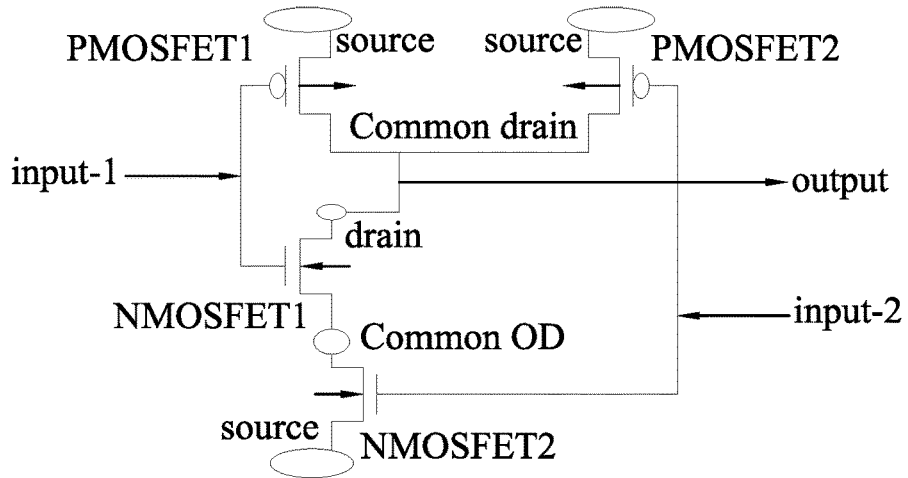 PMOSFET1
source
source
PMOSFET2
Common drain
input-1
output
drain
NMOSFET1
input-2
Common OD
source
NMOSFET2